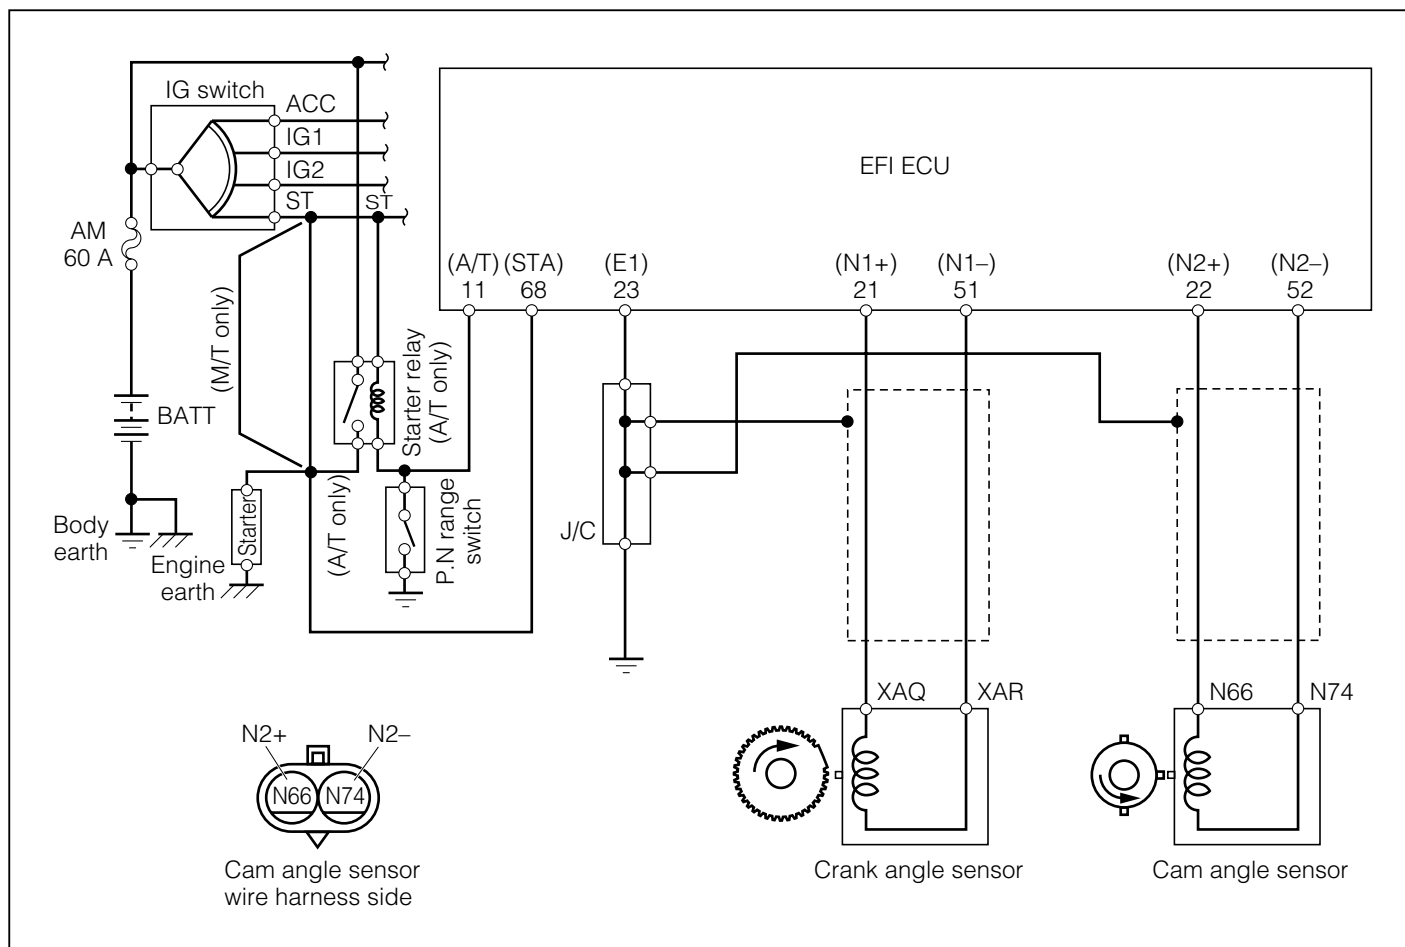 IG switch
ACC
IG1
IG2
ST
ST
AM
60 A
BATT
Body
earth
Engine
earth
Starter
(M/T only)
(A/T only)
Starter relay
(A/T only)
P.N range
switch
EFI ECU
(A/T)
11
(STA)
68
(E1)
23
(N1+)
21
(N1–)
51
(N2+)
22
(N2–)
52
J/C
XAQ
XAR
N66
N74
Crank angle sensor
Cam angle sensor
N2+
N2–
N66
N74
Cam angle sensor
wire harness side